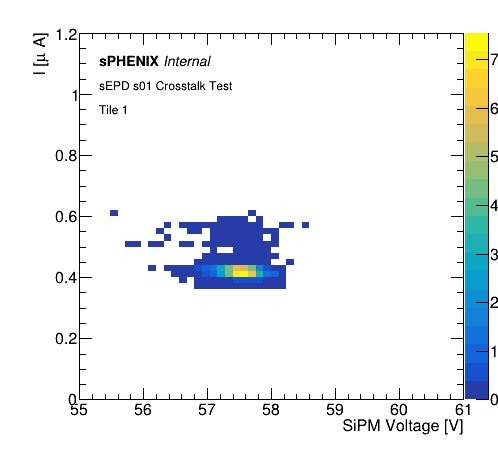 I [μ A]
1.2
1
0.8
0.6
0.4
0.2
0
sPHENIX Internal
sEPD s01 Crosstalk Test
Tile 1
7
6
5
4
3
2
1
0
55 56 57 58 59 60 61
SiPM Voltage [V]